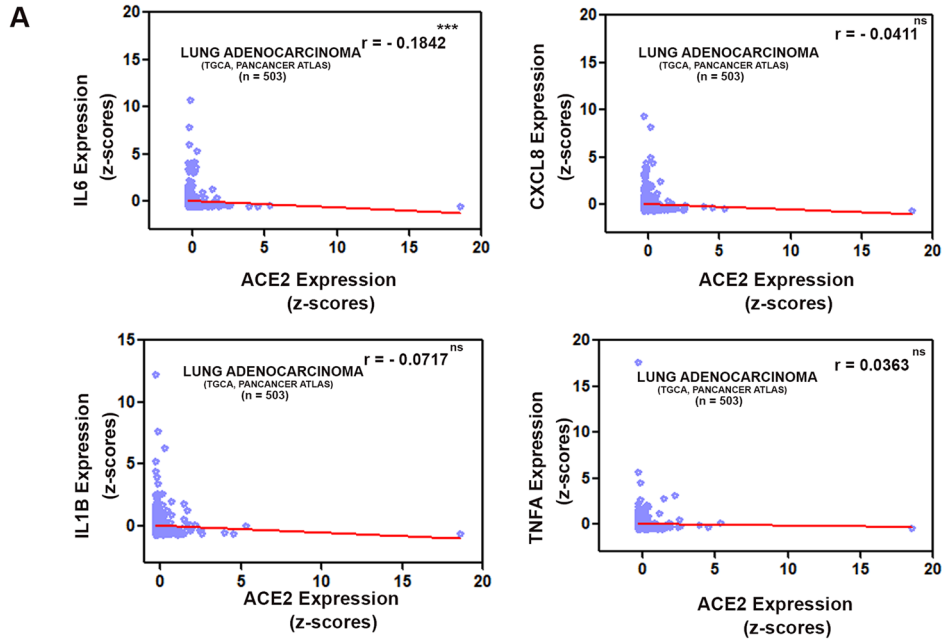 A
20
15
10
5
0
IL6 Expression
(z-scores)
***
r = - 0.1842
LUNG ADENOCARCINOMA
(TGCA, PANCANCER ATLAS)
(n = 503)
0 5 10 15 20
ACE2 Expression
(z-scores)
20
15
10
5
0
CXCL8 Expression
(z-scores)
ns
r = - 0.0411
LUNG ADENOCARCINOMA
(TGCA, PANCANCER ATLAS)
(n = 503)
0 5 10 15 20
ACE2 Expression
(z-scores)
15
10
5
0
IL1B Expression
(z-scores)
ns
r = - 0.0717
LUNG ADENOCARCINOMA
(TGCA, PANCANCER ATLAS)
(n = 503)
0 5 10 15 20
ACE2 Expression
(z-scores)
20
15
20
5
0
TNFA Expression
(z-scores)
ns
r = 0.0363
LUNG ADENOCARCINOMA
(TGCA, PANCANCER ATLAS)
(n = 503)
0 5 10 15 20
ACE2 Expression
(z-scores)